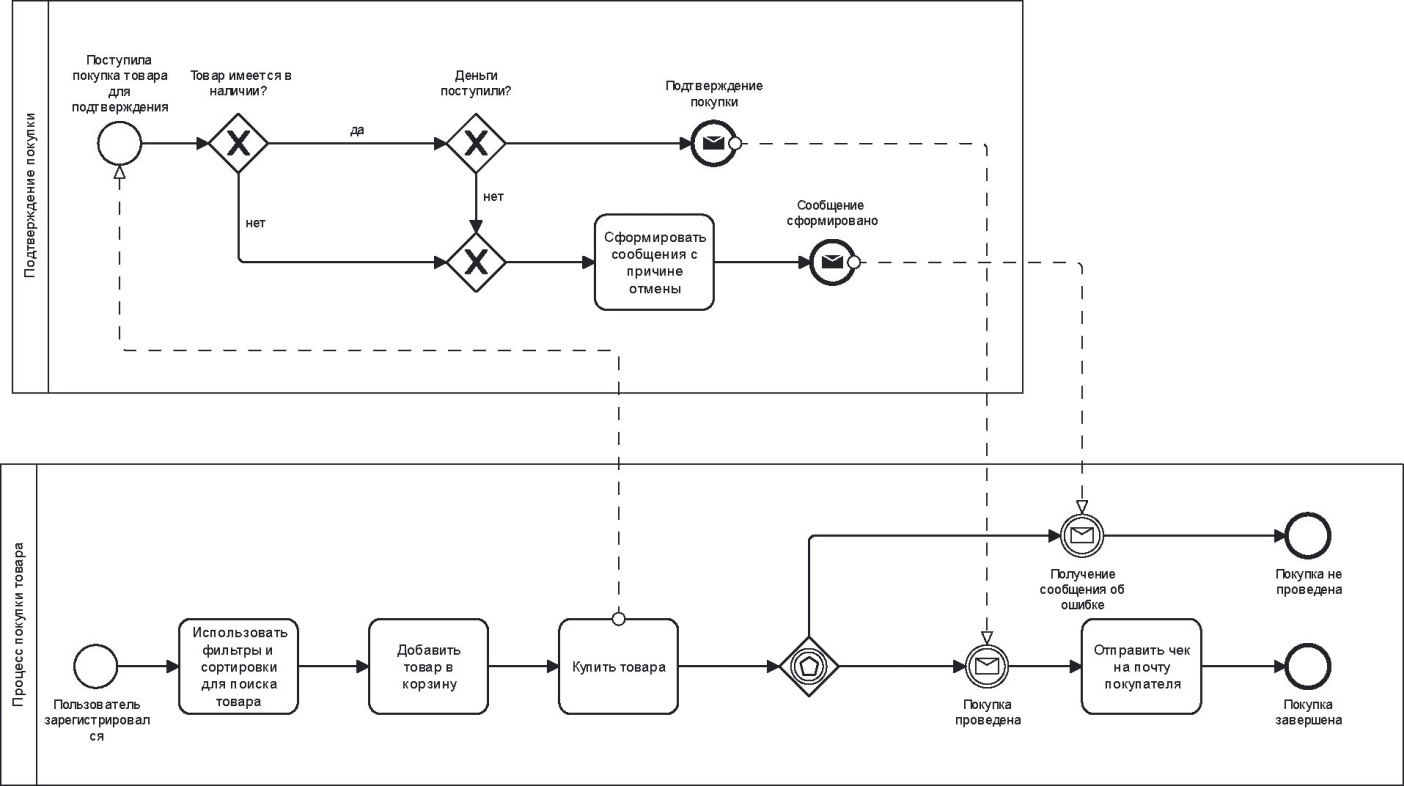 Подтверждение покупки
Поступила
покупка товара
для
подтверждения
Товар имеется в
наличии?
да
нет
Деньги
поступили?
нет
Подтверждение
покупки
Сформировать
сообщения с
причине
отмены
Сообщение
сформировано
Процесс покупки товара
Пользователь
зарегистрировал
ся
Использовать
фильтры и
сортировки
для поиска
товара
Добавить
товар в
корзину
Купить товара
Получение
сообщения об
ошибке
Покупка не
проведена
Покупка
проведена
Отправить чек
на почту
покупателя
Покупка
завершена